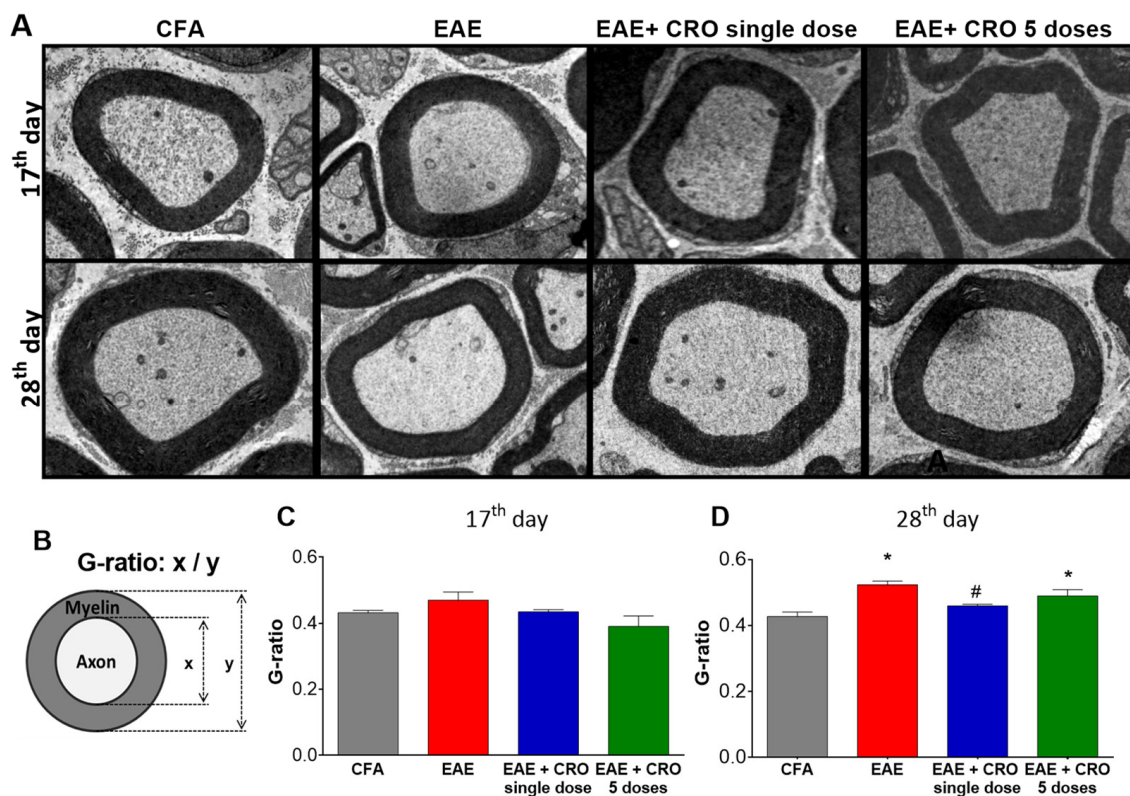 A
CFA
EAE
EAE+ CRO single dose
EAE+ CRO 5 doses
17th day
28th day
A
B
G-ratio: x / y
Myelin
Axon
x
y
C
17th day
G-ratio
0.6
0.4
0.2
0.0
CFA
EAE
EAE + CRO
single dose
EAE + CRO
5 doses
D
28th day
G-ratio
0.6
0.4
0.2
0.0
*
#
*
CFA
EAE
EAE + CRO
single dose
EAE + CRO
5 doses